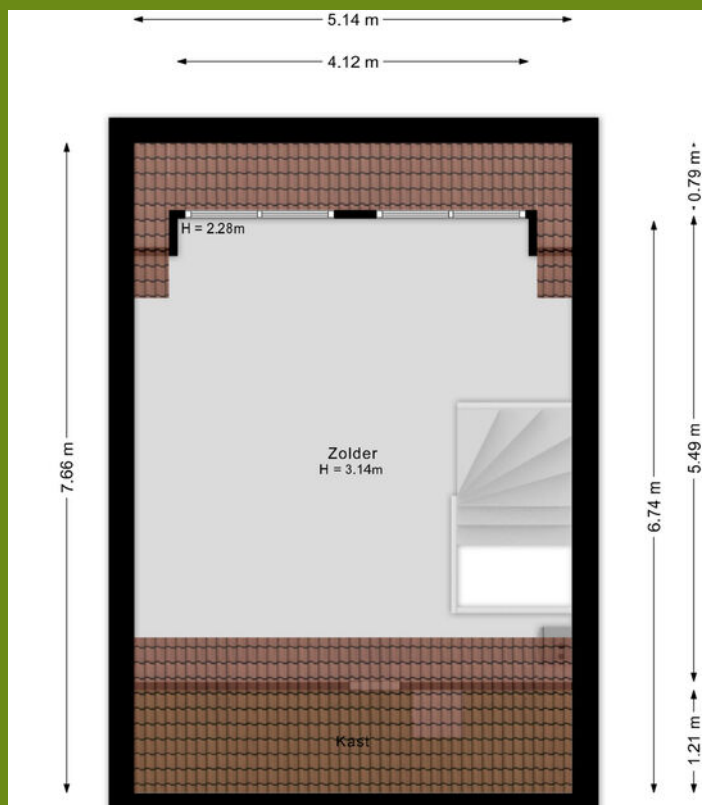 5.14 m
4.12 m
0.79 m
H = 2.28m
7.66 m
Zolder
H = 3.14m
5.49 m
6.74 m
1.21 m
Kast